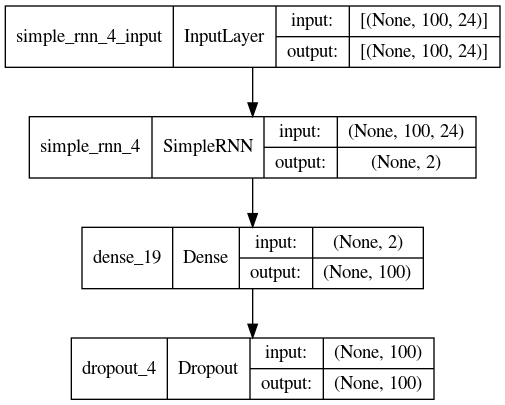 simple_rnn_4_input InputLayer input: [(None, 100, 24)]
output: [(None, 100, 24)]
simple_rnn_4 SimpleRNN input: (None, 100, 24)
output: (None, 2)
dense_19 Dense input: (None, 2)
output: (None, 100)
dropout_4 Dropout input: (None, 100)
output: (None, 100)